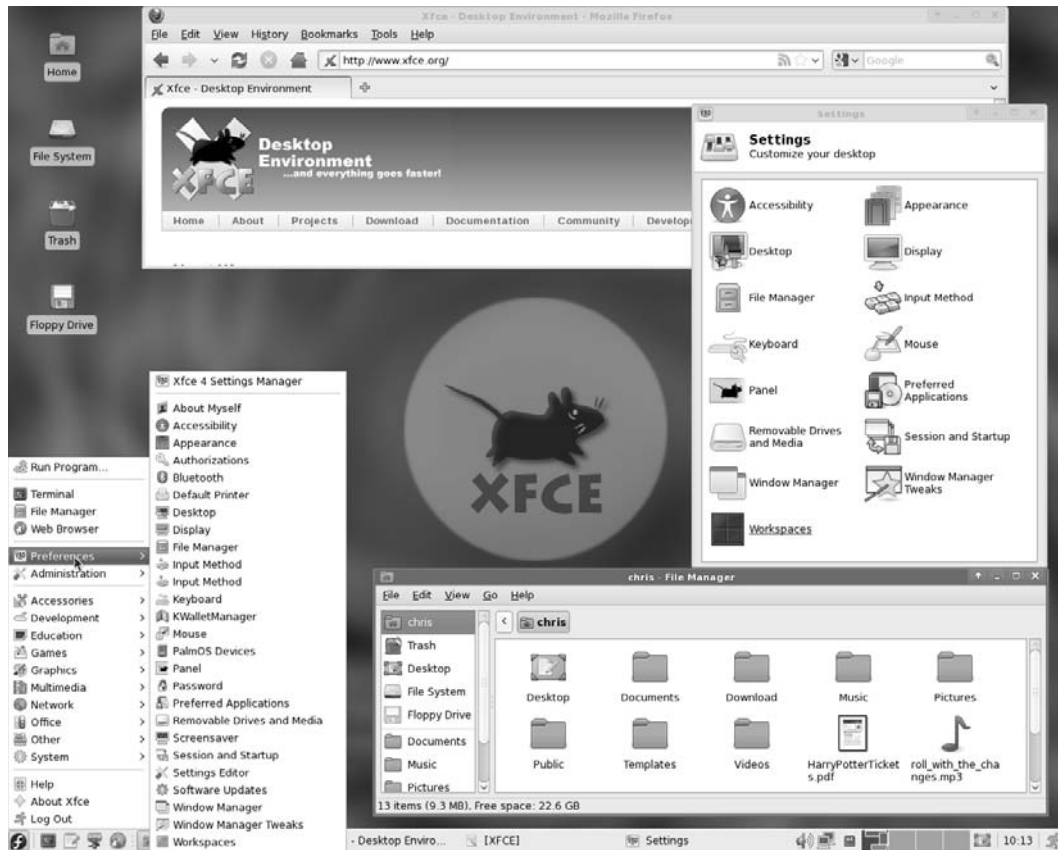 Home
File System
Trash
Floppy Drive
Xfce - Desktop Environment - Mozilla Firefox
File Edit View History Bookmarks Tools Help
http://www.xfce.org/
Google
Xfce - Desktop Environment
Desktop
Environment
...and everything goes faster!
XFCE
Home About Projects Download Documentation Community Develop
Settings
Settings
Customize your desktop
Accessibility
Appearance
Desktop
Display
File Manager
Input Method
Keyboard
Mouse
Panel
Preferred
Applications
Removable Drives
and Media
Session and Startup
Window Manager
Window Manager
Tweaks
Workspaces
XFCE
Run Program...
Terminal
File Manager
Web Browser
Preferences
Administration
Accessories
Development
Education
Games
Graphics
Multimedia
Network
Office
Other
System
Help
About Xfce
Log Out
Xfce 4 Settings Manager
About Myself
Accessibility
Appearance
Authorizations
Bluetooth
Default Printer
Desktop
Display
File Manager
Input Method
Input Method
Keyboard
KWalletManager
Mouse
PalmOS Devices
Panel
Password
Preferred Applications
Removable Drives and Media
Screensaver
Session and Startup
Settings Editor
Software Updates
Window Manager
Window Manager Tweaks
Workspaces
chris - File Manager
File Edit View Go Help
chris
Trash
Desktop
File System
Floppy Drive
Documents
Music
Pictures
chris
Desktop
Documents
Download
Music
Pictures
Public
Templates
Videos
HarryPotterTicket
s.pdf
roll_with_the_cha
nges.mp3
13 items (9.3 MB), Free space: 22.6 GB
- Desktop Enviro... [XFCE] Settings 10:13